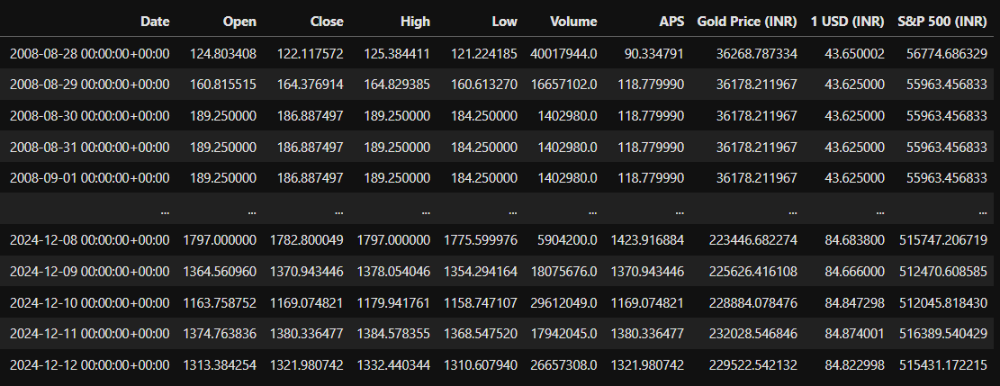 Date Open Close High Low Volume APS Gold Price (INR) 1 USD (INR) S&P 500 (INR)
2008-08-28 00:00:00+00:00 124.803408 122.117572 125.384411 121.224185 40017944.0 90.334791 36268.787334 43.650002 56774.686329
2008-08-29 00:00:00+00:00 160.815515 164.376914 164.829385 160.613270 16657102.0 118.779990 36178.211967 43.625000 55963.456833
2008-08-30 00:00:00+00:00 189.250000 186.887497 189.250000 184.250000 1402980.0 118.779990 36178.211967 43.625000 55963.456833
2008-08-31 00:00:00+00:00 189.250000 186.887497 189.250000 184.250000 1402980.0 118.779990 36178.211967 43.625000 55963.456833
2008-09-01 00:00:00+00:00 189.250000 186.887497 189.250000 184.250000 1402980.0 118.779990 36178.211967 43.625000 55963.456833
... ... ... ... ... ... ... ... ... ...
2024-12-08 00:00:00+00:00 1797.000000 1782.800049 1797.000000 1775.599976 5904200.0 1423.916884 223446.682274 84.683800 515747.206719
2024-12-09 00:00:00+00:00 1364.560960 1370.943446 1378.054046 1354.294164 18075676.0 1370.943446 225626.416108 84.666000 512470.608585
2024-12-10 00:00:00+00:00 1163.758752 1169.074821 1179.941761 1158.747107 29612049.0 1169.074821 228884.078476 84.847298 512045.818430
2024-12-11 00:00:00+00:00 1374.763836 1380.336477 1384.578355 1368.547520 17942045.0 1380.336477 232028.546846 84.874001 516389.540429
2024-12-12 00:00:00+00:00 1313.384254 1321.980742 1332.440344 1310.607940 26657308.0 1321.980742 229522.542132 84.822998 515431.172215